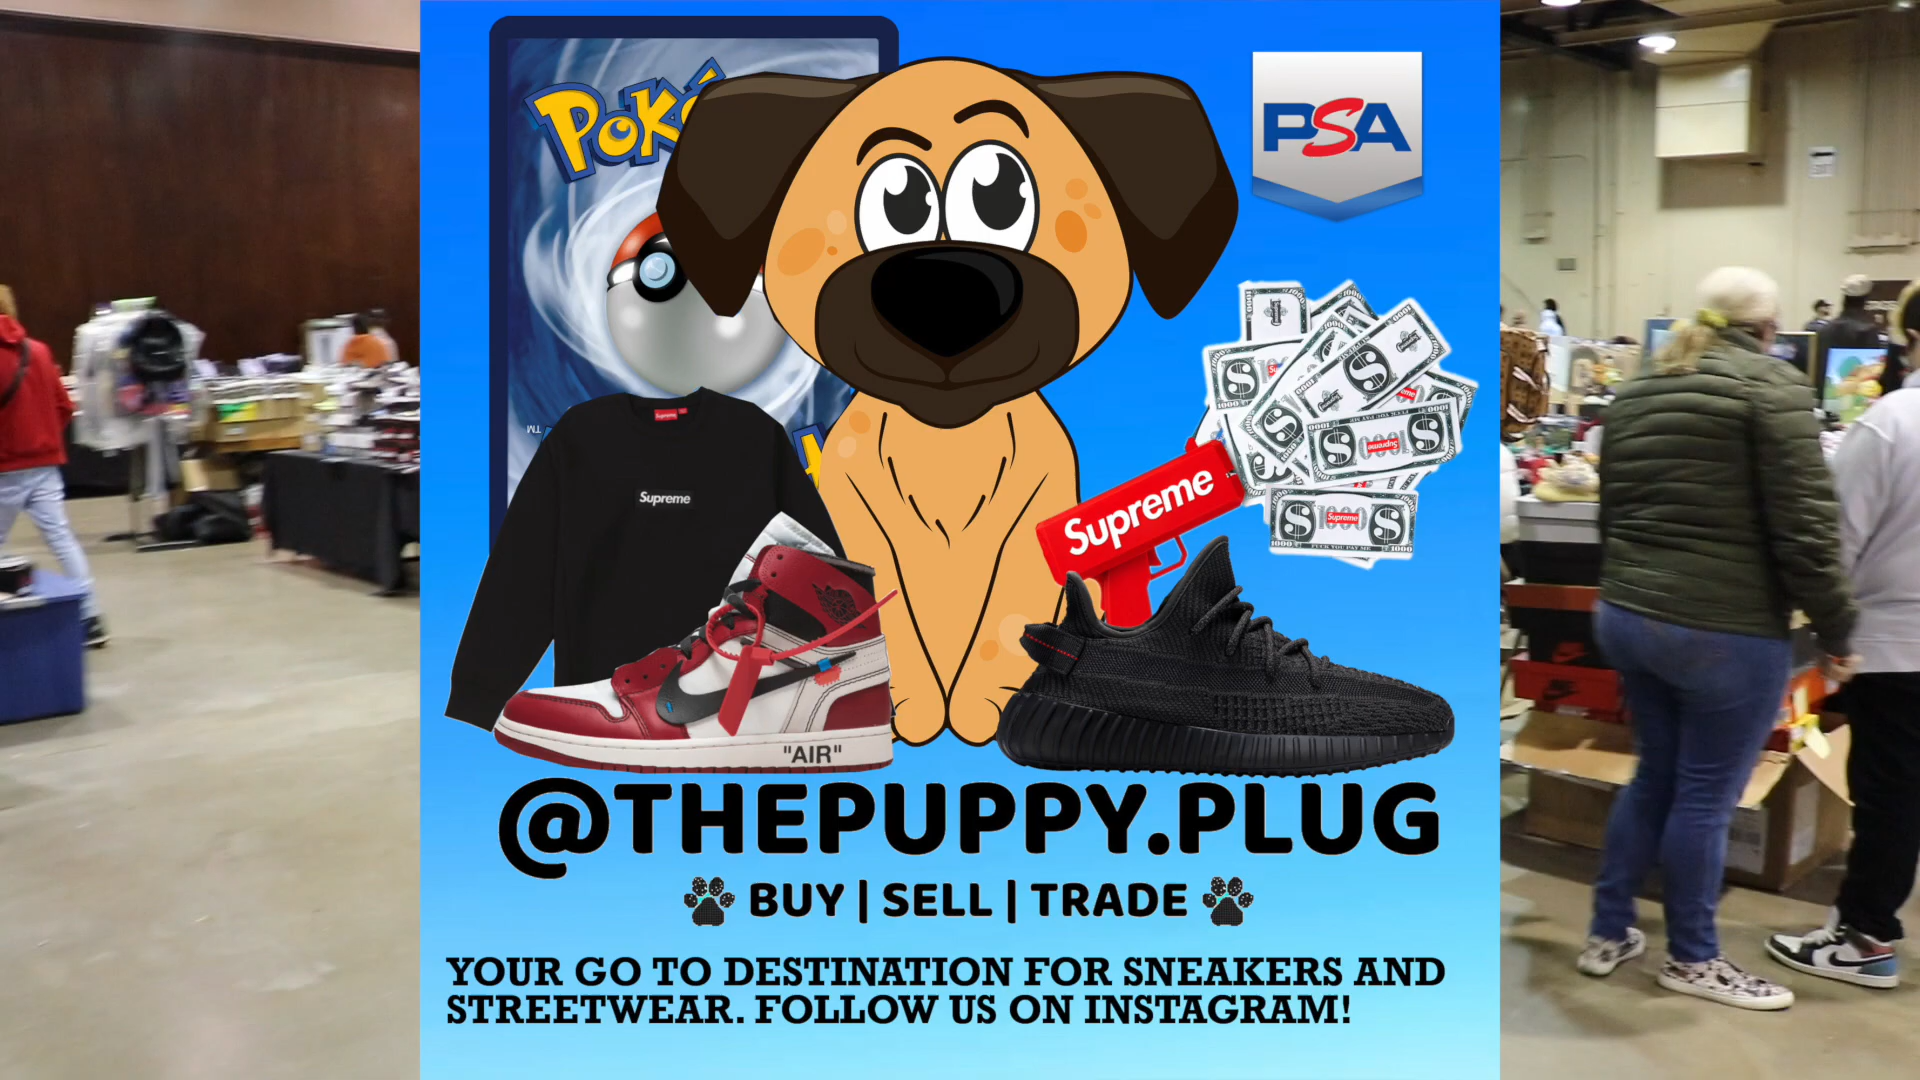 POKÉ
PSA
TM
Supreme
Supreme
"AIR"
@THEPUPPY.PLUG
BUY | SELL | TRADE
YOUR GO TO DESTINATION FOR SNEAKERS AND
STREETWEAR. FOLLOW US ON INSTAGRAM!